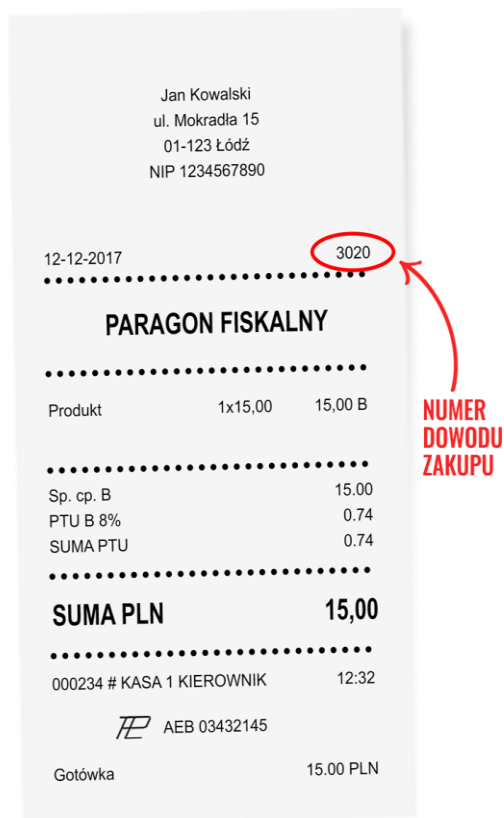 Jan Kowalski
ul. Mokradła 15
01-123 Łódź
NIP 1234567890
12-12-2017 3020
PARAGON FISKALNY
Produkt 1x15,00 15,00 B
Sp. cp. B 15.00
PTU B 8% 0.74
SUMA PTU 0.74
SUMA PLN 15,00
000234 # KASA 1 KIEROWNIK 12:32
AEB 03432145
Gotówka 15.00 PLN
NUMER
DOWODU
ZAKUPU